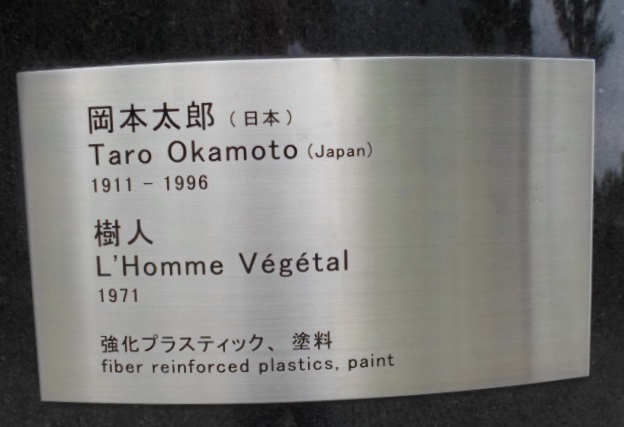 岡本太郎（日本）
Taro Okamoto (Japan)
1911 - 1996
樹人
L'Homme Végétal
1971
強化プラスティック、塗料
fiber reinforced plastics, paint